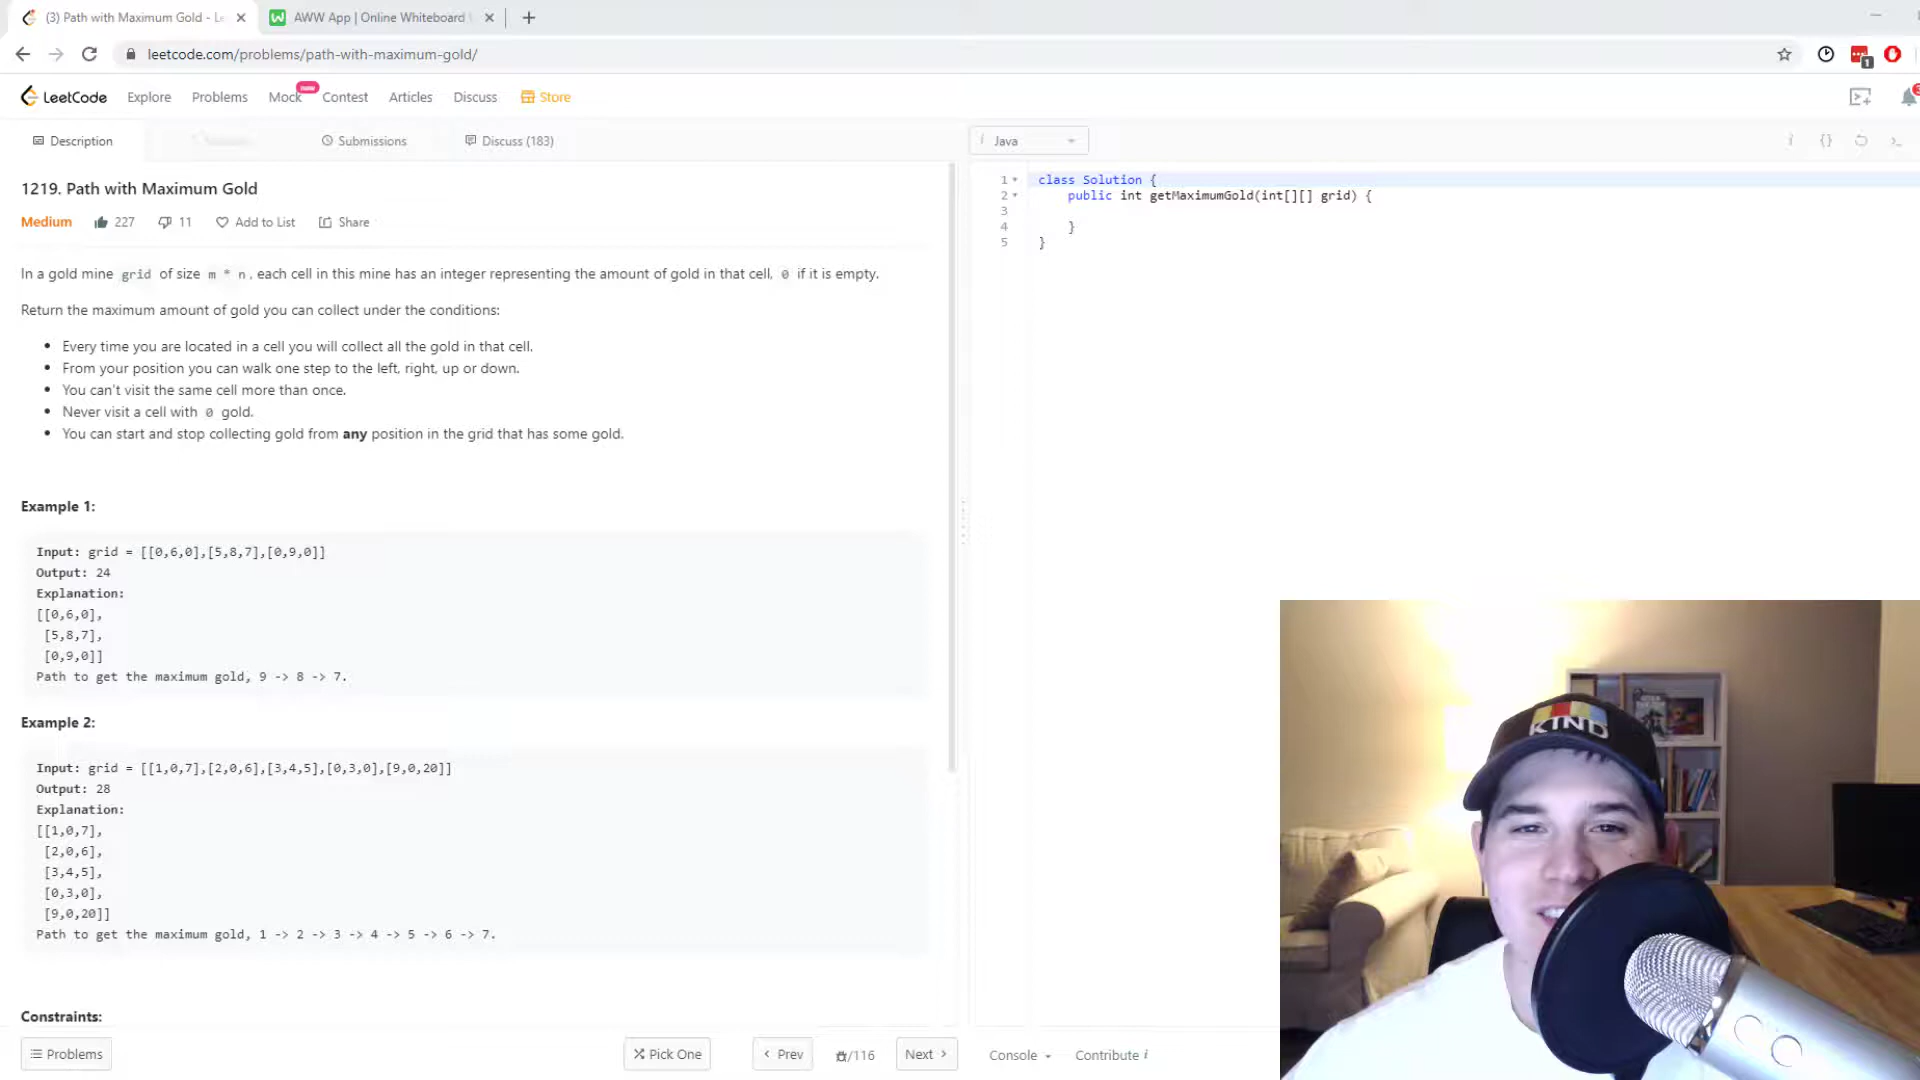 (3) Path with Maximum Gold - Le
AWW App | Online Whiteboard
leetcode.com/problems/path-with-maximum-gold/
1
LeetCode
Explore
Problems
Mock
new
Contest
Articles
Discuss
Store
Description
Submissions
Discuss (183)
i Java
1219. Path with Maximum Gold
Medium
227
11
Add to List
Share
In a gold mine grid of size m * n, each cell in this mine has an integer representing the amount of gold in that cell, 0 if it is empty.
Return the maximum amount of gold you can collect under the conditions:
• Every time you are located in a cell you will collect all the gold in that cell.
• From your position you can walk one step to the left, right, up or down.
• You can't visit the same cell more than once.
• Never visit a cell with 0 gold.
• You can start and stop collecting gold from any position in the grid that has some gold.
Example 1:
Input: grid = [[0,6,0],[5,8,7],[0,9,0]]
Output: 24
Explanation:
[[0,6,0],
[5,8,7],
[0,9,0]]
Path to get the maximum gold, 9 -> 8 -> 7.
Example 2:
Input: grid = [[1,0,7],[2,0,6],[3,4,5],[0,3,0],[9,0,20]]
Output: 28
Explanation:
[[1,0,7],
[2,0,6],
[3,4,5],
[0,3,0],
[9,0,20]]
Path to get the maximum gold, 1 -> 2 -> 3 -> 4 -> 5 -> 6 -> 7.
Constraints:
Problems
Pick One
Prev
/116
Next
1 class Solution {
2 public int getMaximumGold(int[][] grid) {
3
4 }
5 }
KIND
Console
Contribute i